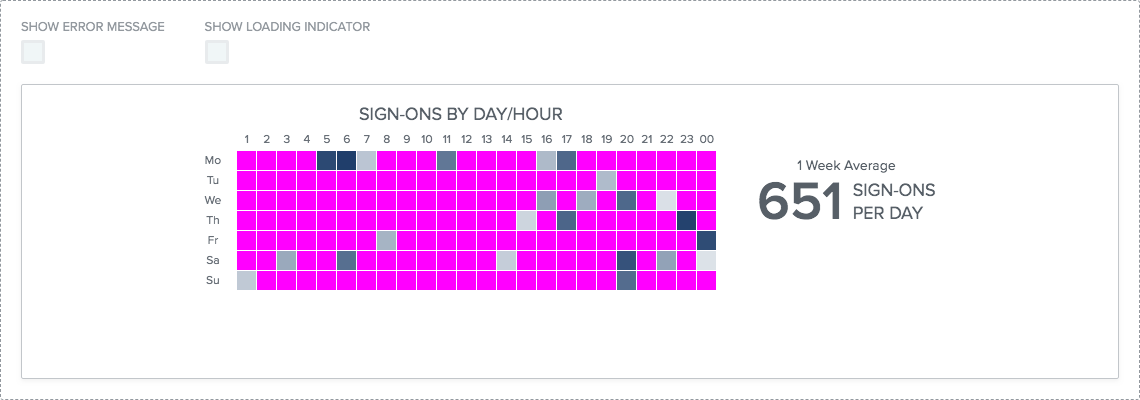 SHOW ERROR MESSAGE
SHOW LOADING INDICATOR
SIGN-ONS BY DAY/HOUR
1 2 3 4 5 6 7 8 9 10 11 12 13 14 15 16 17 18 19 20 21 22 23 00
Mo
Tu
We
Th
Fr
Sa
Su
1 Week Average
651 SIGN-ONS
PER DAY